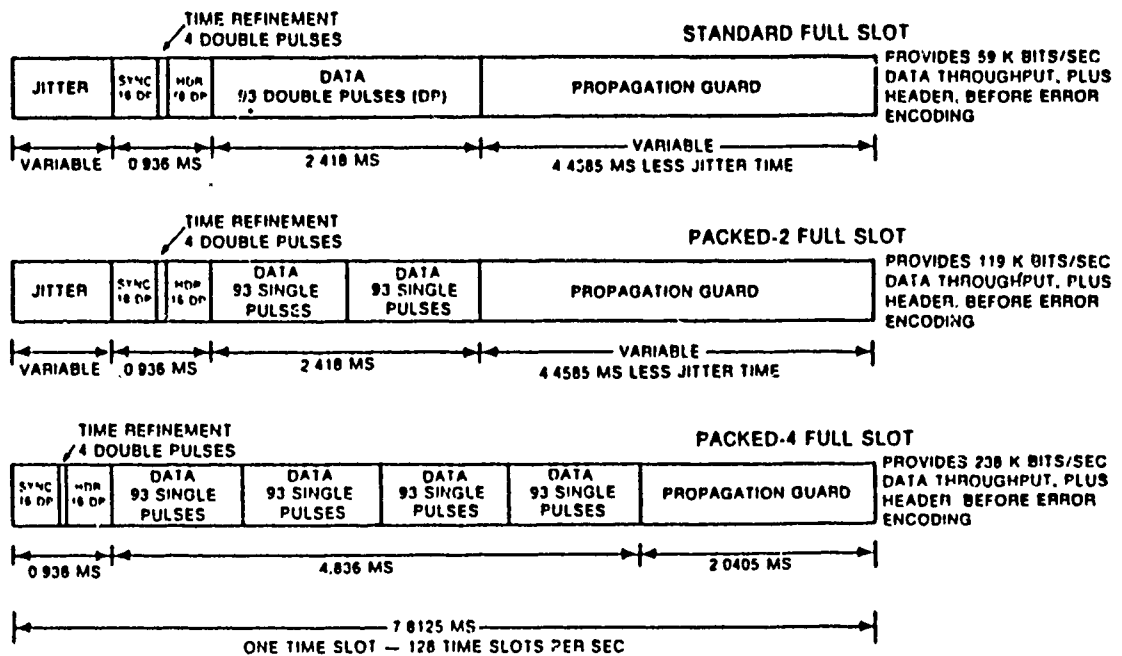 TIME REFINEMENT
4 DOUBLE PULSES
STANDARD FULL SLOT
JITTER
SYNC
16 DP
HDR
16 DP
DATA
93 DOUBLE PULSES (DP)
PROPAGATION GUARD
PROVIDES 59 K BITS/SEC
DATA THROUGHPUT, PLUS
HEADER, BEFORE ERROR
ENCODING
VARIABLE
0 936 MS
2 418 MS
VARIABLE
4 4585 MS LESS JITTER TIME
TIME REFINEMENT
4 DOUBLE PULSES
PACKED-2 FULL SLOT
JITTER
SYNC
16 DP
HDR
16 DP
DATA
93 SINGLE
PULSES
DATA
93 SINGLE
PULSES
PROPAGATION GUARD
PROVIDES 119 K BITS/SEC
DATA THROUGHPUT, PLUS
HEADER, BEFORE ERROR
ENCODING
VARIABLE
0 936 MS
2 418 MS
VARIABLE
4 4585 MS LESS JITTER TIME
TIME REFINEMENT
4 DOUBLE PULSES
PACKED-4 FULL SLOT
SYNC
16 DP
HDR
16 DP
DATA
93 SINGLE
PULSES
DATA
93 SINGLE
PULSES
DATA
93 SINGLE
PULSES
DATA
93 SINGLE
PULSES
PROPAGATION GUARD
PROVIDES 238 K BITS/SEC
DATA THROUGHPUT, PLUS
HEADER BEFORE ERROR
ENCODING
0 936 MS
4.836 MS
2 0405 MS
7 8125 MS
ONE TIME SLOT — 128 TIME SLOTS PER SEC